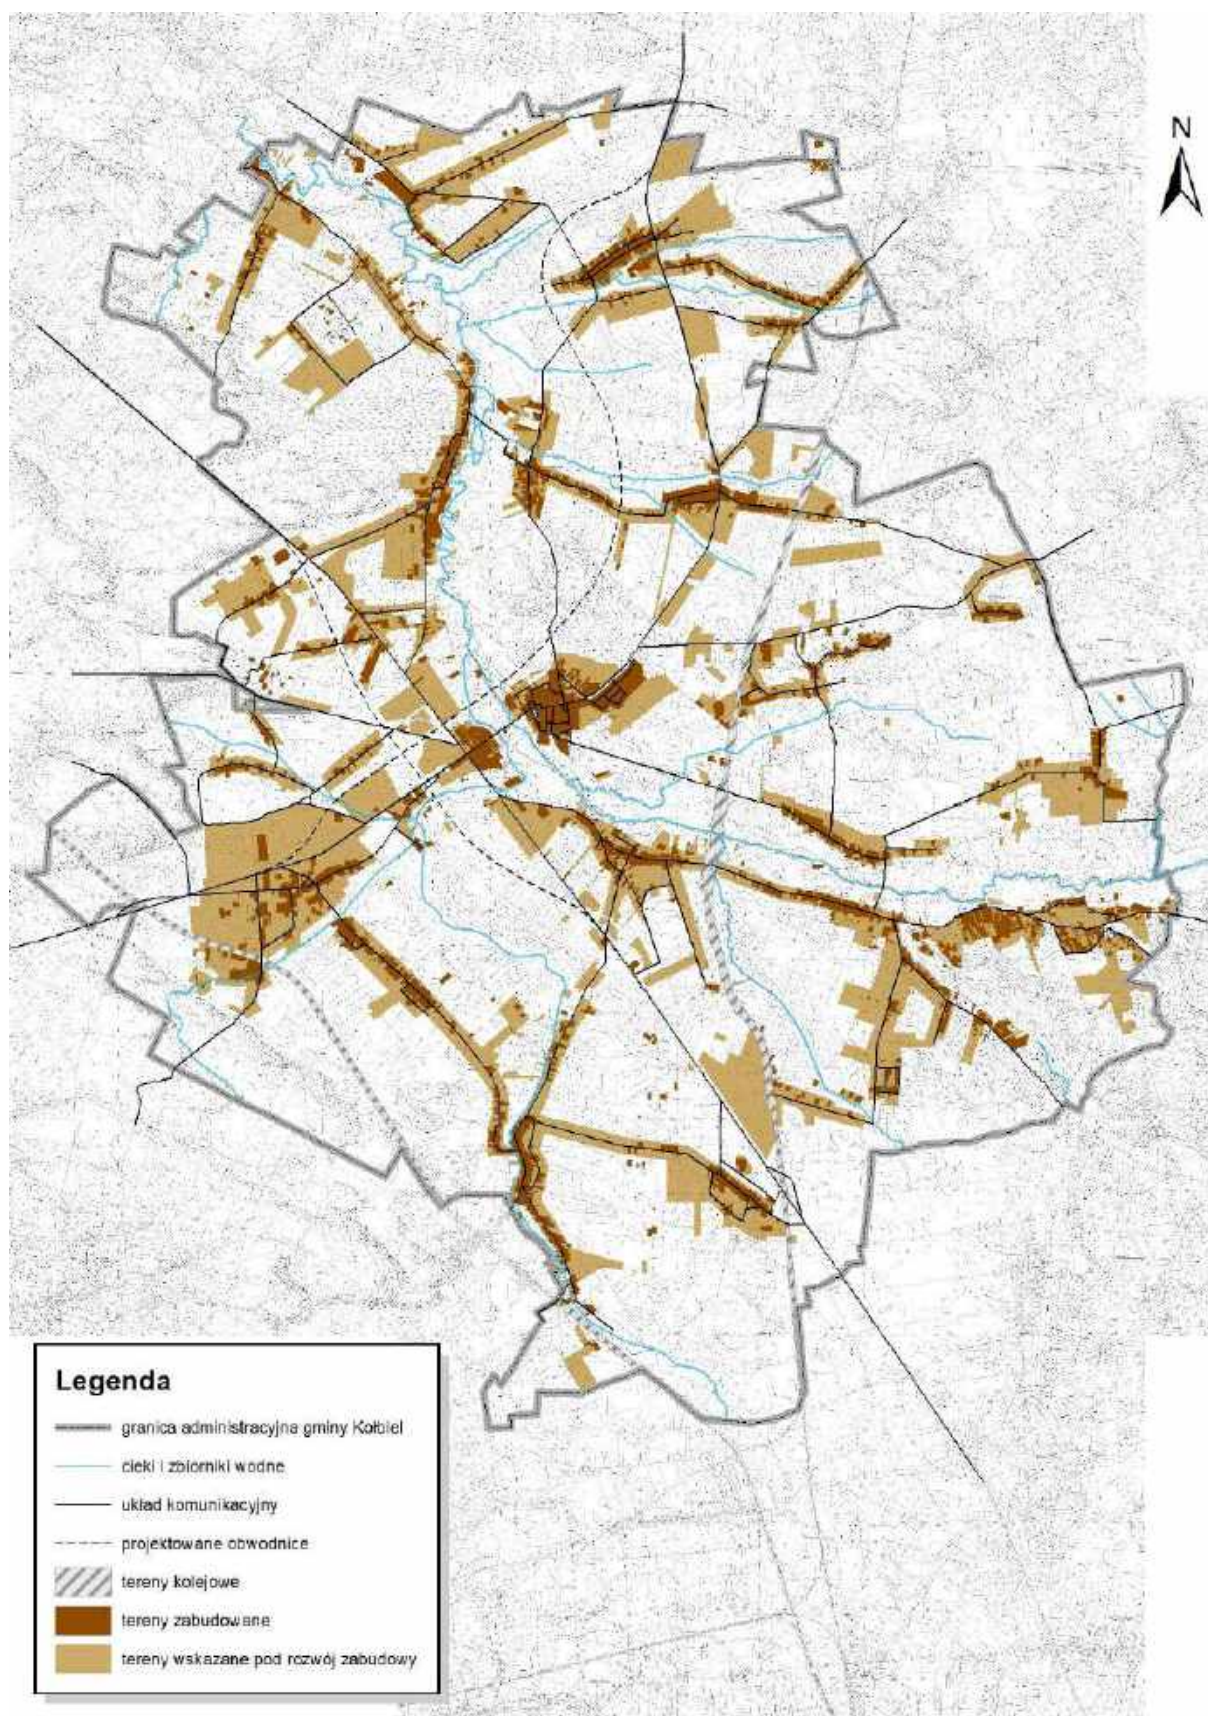 N
Legenda
granica administracyjna gminy Kołbiel
cieki i zbiorniki wodne
układ komunikacyjny
projektowane obwodnice
tereny kolejowe
tereny zabudowane
tereny wskazane pod rozwój zabudowy